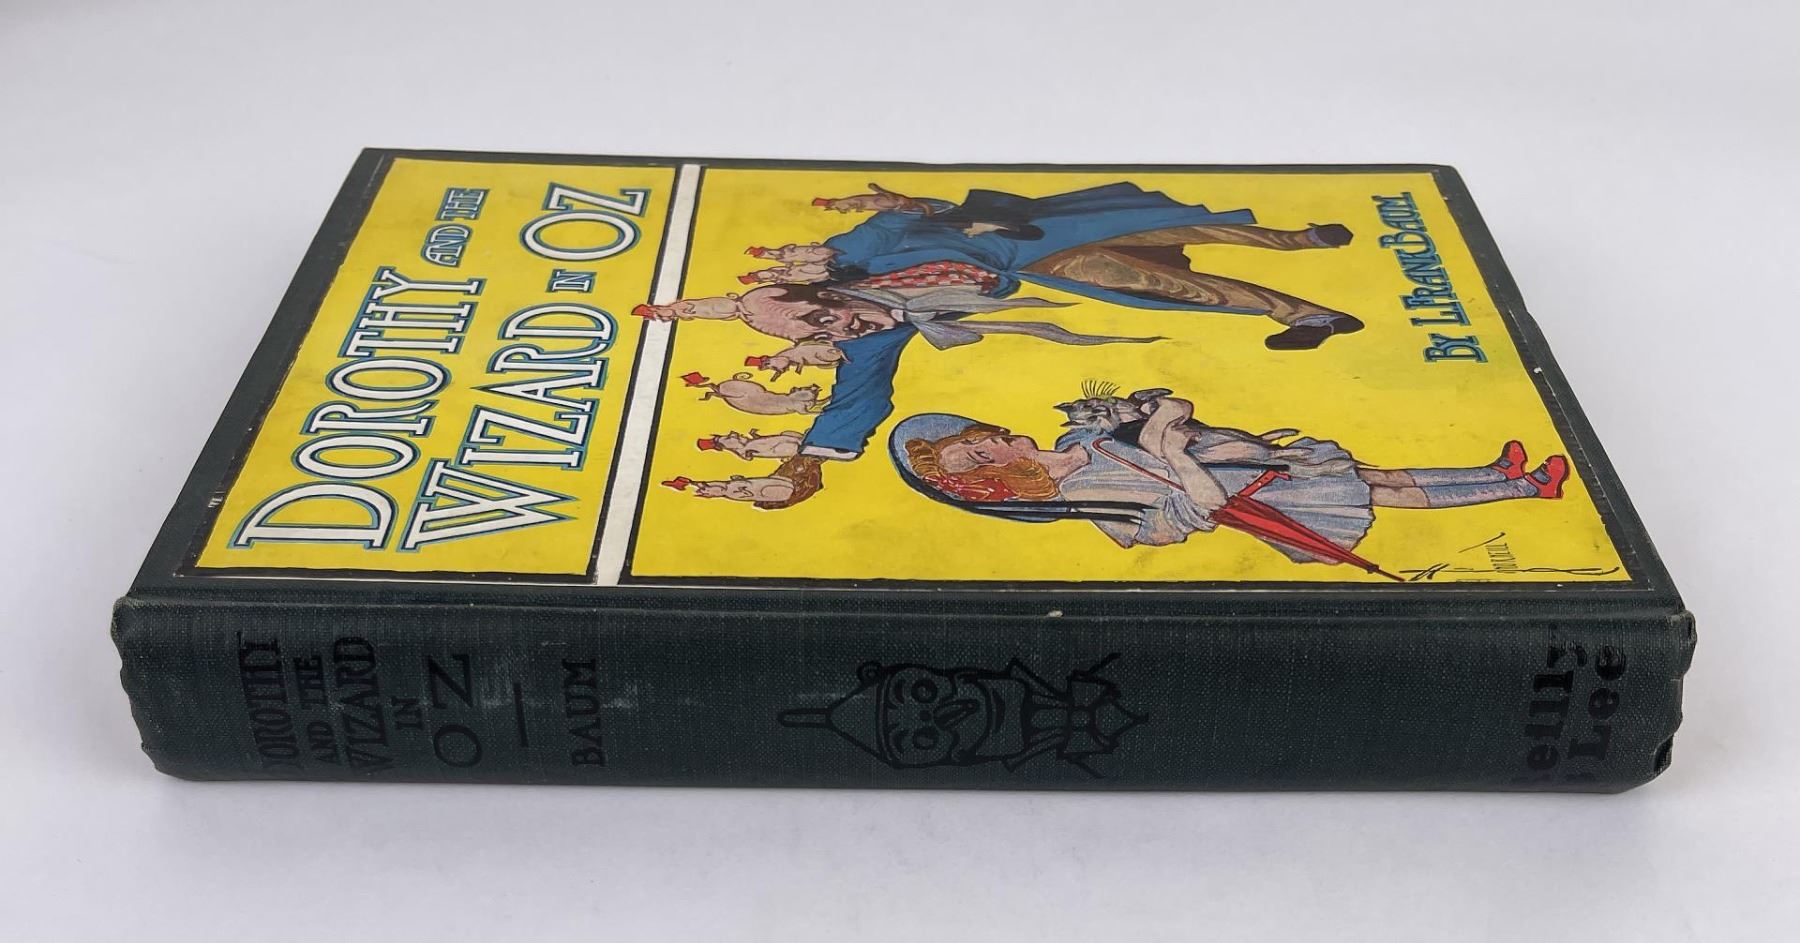 DOROTHY
AND THE
WIZARD IN OZ
BY L. FRANK BAUM
DOROTHY
AND THE
WIZARD
IN
OZ
BAUM
Reilly
Lee